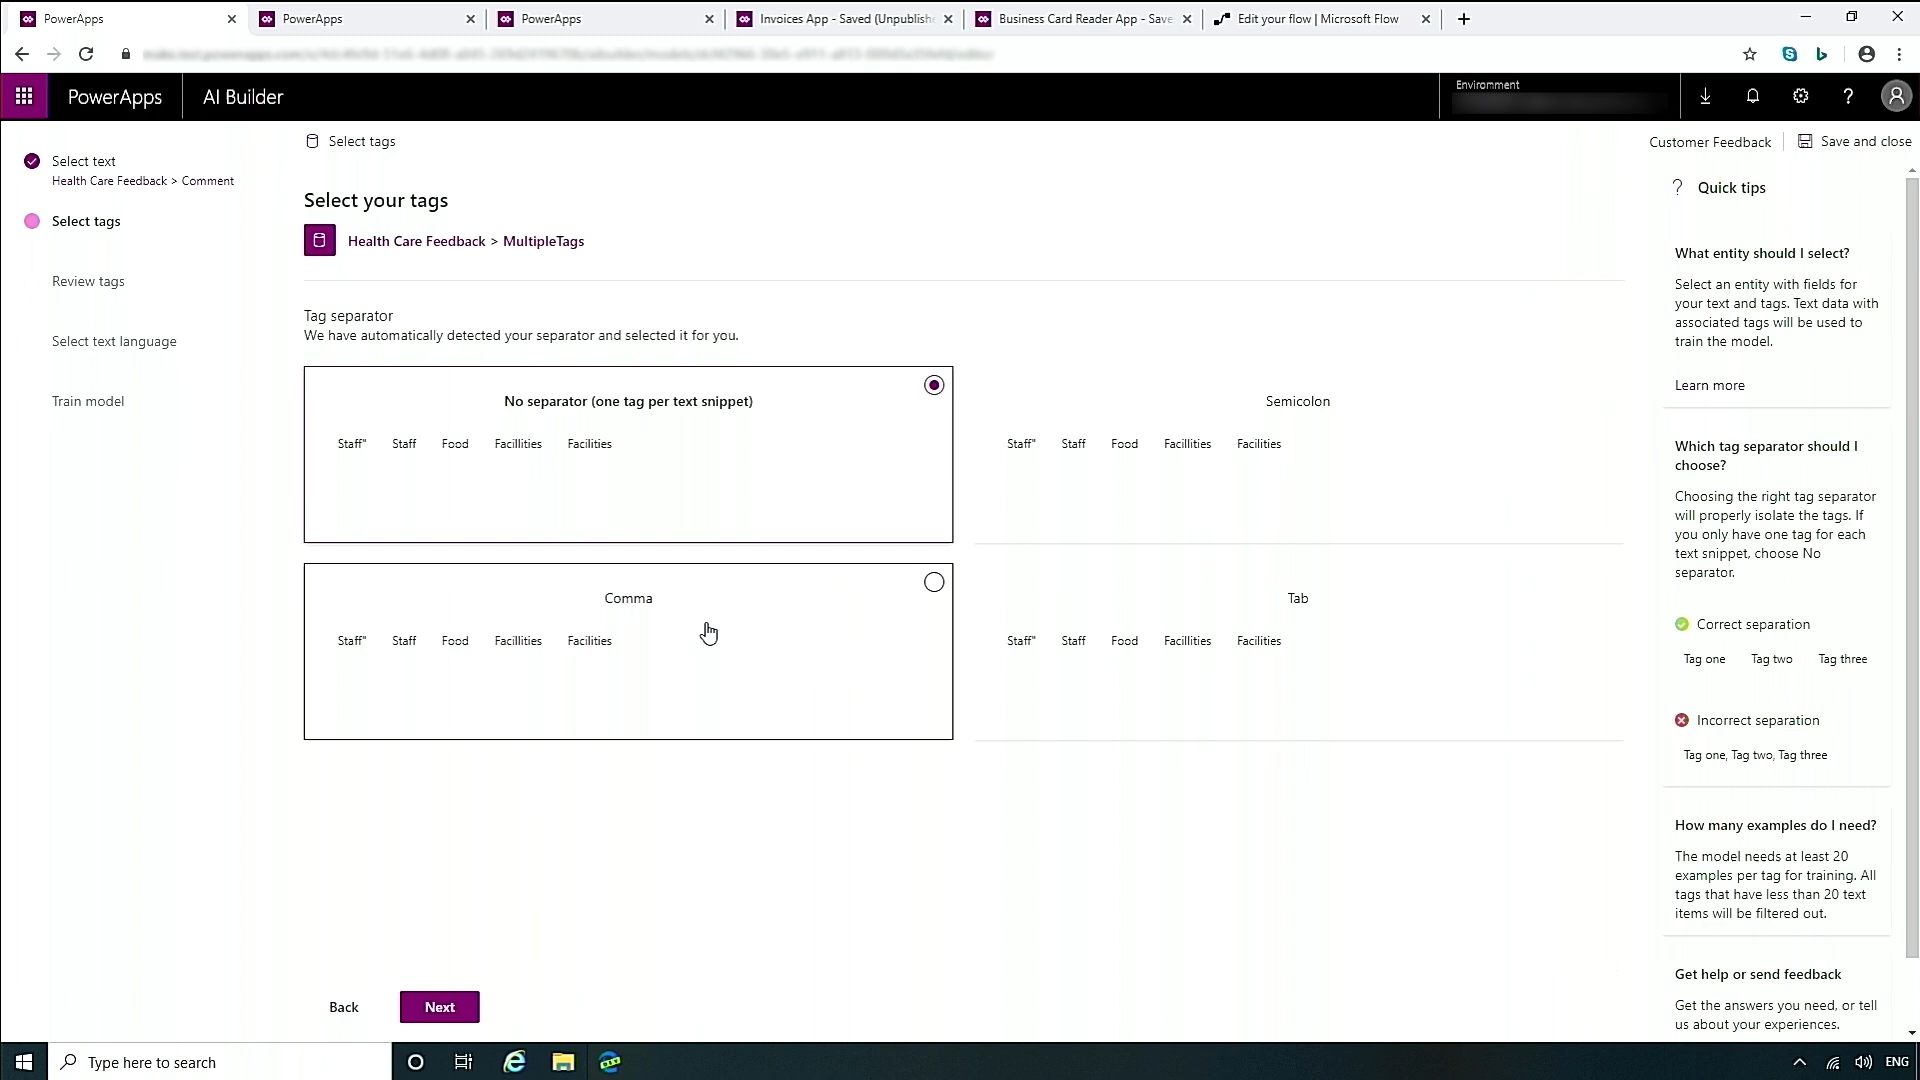 PowerApps
PowerApps
PowerApps
Invoices App - Saved (Unpublish
Business Card Reader App - Save
Edit your flow | Microsoft Flow
PowerApps
AI Builder
Environment
Select text
Health Care Feedback > Comment
Select tags
Review tags
Select text language
Train model
Select tags
Customer Feedback
Save and close
Select your tags
Health Care Feedback > MultipleTags
Tag separator
We have automatically detected your separator and selected it for you.
No separator (one tag per text snippet)
Staff" Staff Food Facillities Facilities
Semicolon
Staff" Staff Food Facillities Facilities
Comma
Staff" Staff Food Facillities Facilities
Tab
Staff" Staff Food Facillities Facilities
Back
Next
? Quick tips
What entity should I select?
Select an entity with fields for
your text and tags. Text data with
associated tags will be used to
train the model.
Learn more
Which tag separator should I
choose?
Choosing the right tag separator
will properly isolate the tags. If
you only have one tag for each
text snippet, choose No
separator.
Correct separation
Tag one Tag two Tag three
Incorrect separation
Tag one, Tag two, Tag three
How many examples do I need?
The model needs at least 20
examples per tag for training. All
tags that have less than 20 text
items will be filtered out.
Get help or send feedback
Get the answers you need, or tell
us about your experiences.
Type here to search
ENG